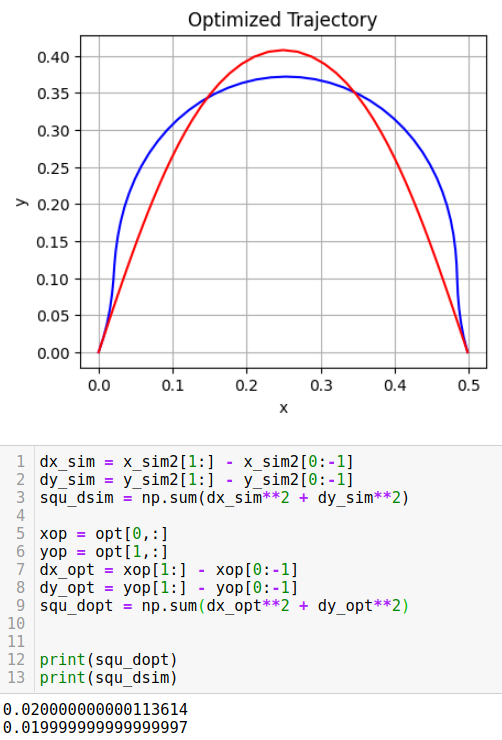 Optimized Trajectory
0.40
0.35
0.30
0.25
0.20
0.15
0.10
0.05
0.00
y
0.0 0.1 0.2 0.3 0.4 0.5
x
1 dx_sim = x_sim2[1:] - x_sim2[0:-1]
2 dy_sim = y_sim2[1:] - y_sim2[0:-1]
3 squ_dsim = np.sum(dx_sim**2 + dy_sim**2)
4
5 xop = opt[0,:]
6 yop = opt[1,:]
7 dx_opt = xop[1:] - xop[0:-1]
8 dy_opt = yop[1:] - yop[0:-1]
9 squ_dopt = np.sum(dx_opt**2 + dy_opt**2)
10
11
12 print(squ_dopt)
13 print(squ_dsim)
0.020000000000113614
0.019999999999999997